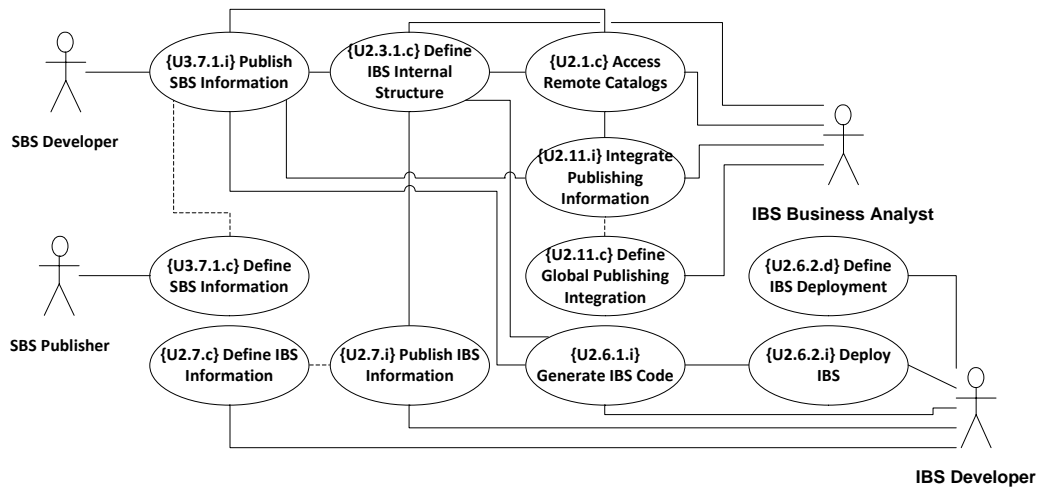 {U3.7.1.i} Publish
SBS Information
{U2.3.1.c} Define
IBS Internal
Structure
{U2.1.c} Access
Remote Catalogs
SBS Developer
{U2.11.i} Integrate
Publishing
Information
IBS Business Analyst
{U3.7.1.c} Define
SBS Information
{U2.11.c} Define
Global Publishing
Integration
{U2.6.2.d} Define
IBS Deployment
SBS Publisher
{U2.7.c} Define IBS
Information
{U2.7.i} Publish IBS
Information
{U2.6.1.i}
Generate IBS Code
{U2.6.2.i} Deploy
IBS
IBS Developer